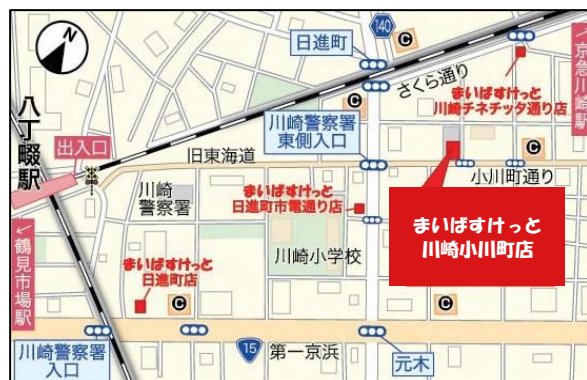 140
日進町
C
C
さくら通り
まいばすけっと
川崎チネチッタ通り店
↗京急川崎駅
八丁畷駅
出入口
川崎警察署
東側入口
C
旧東海道
C
小川町通り
川崎
警察署
まいばすけっと
日進町市電通り店
まいばすけっと
川崎小川町店
川崎小学校
↙鶴見市場駅
まいばすけっと
日進町店
C
C
川崎警察署
入口
15
第一京浜
元木